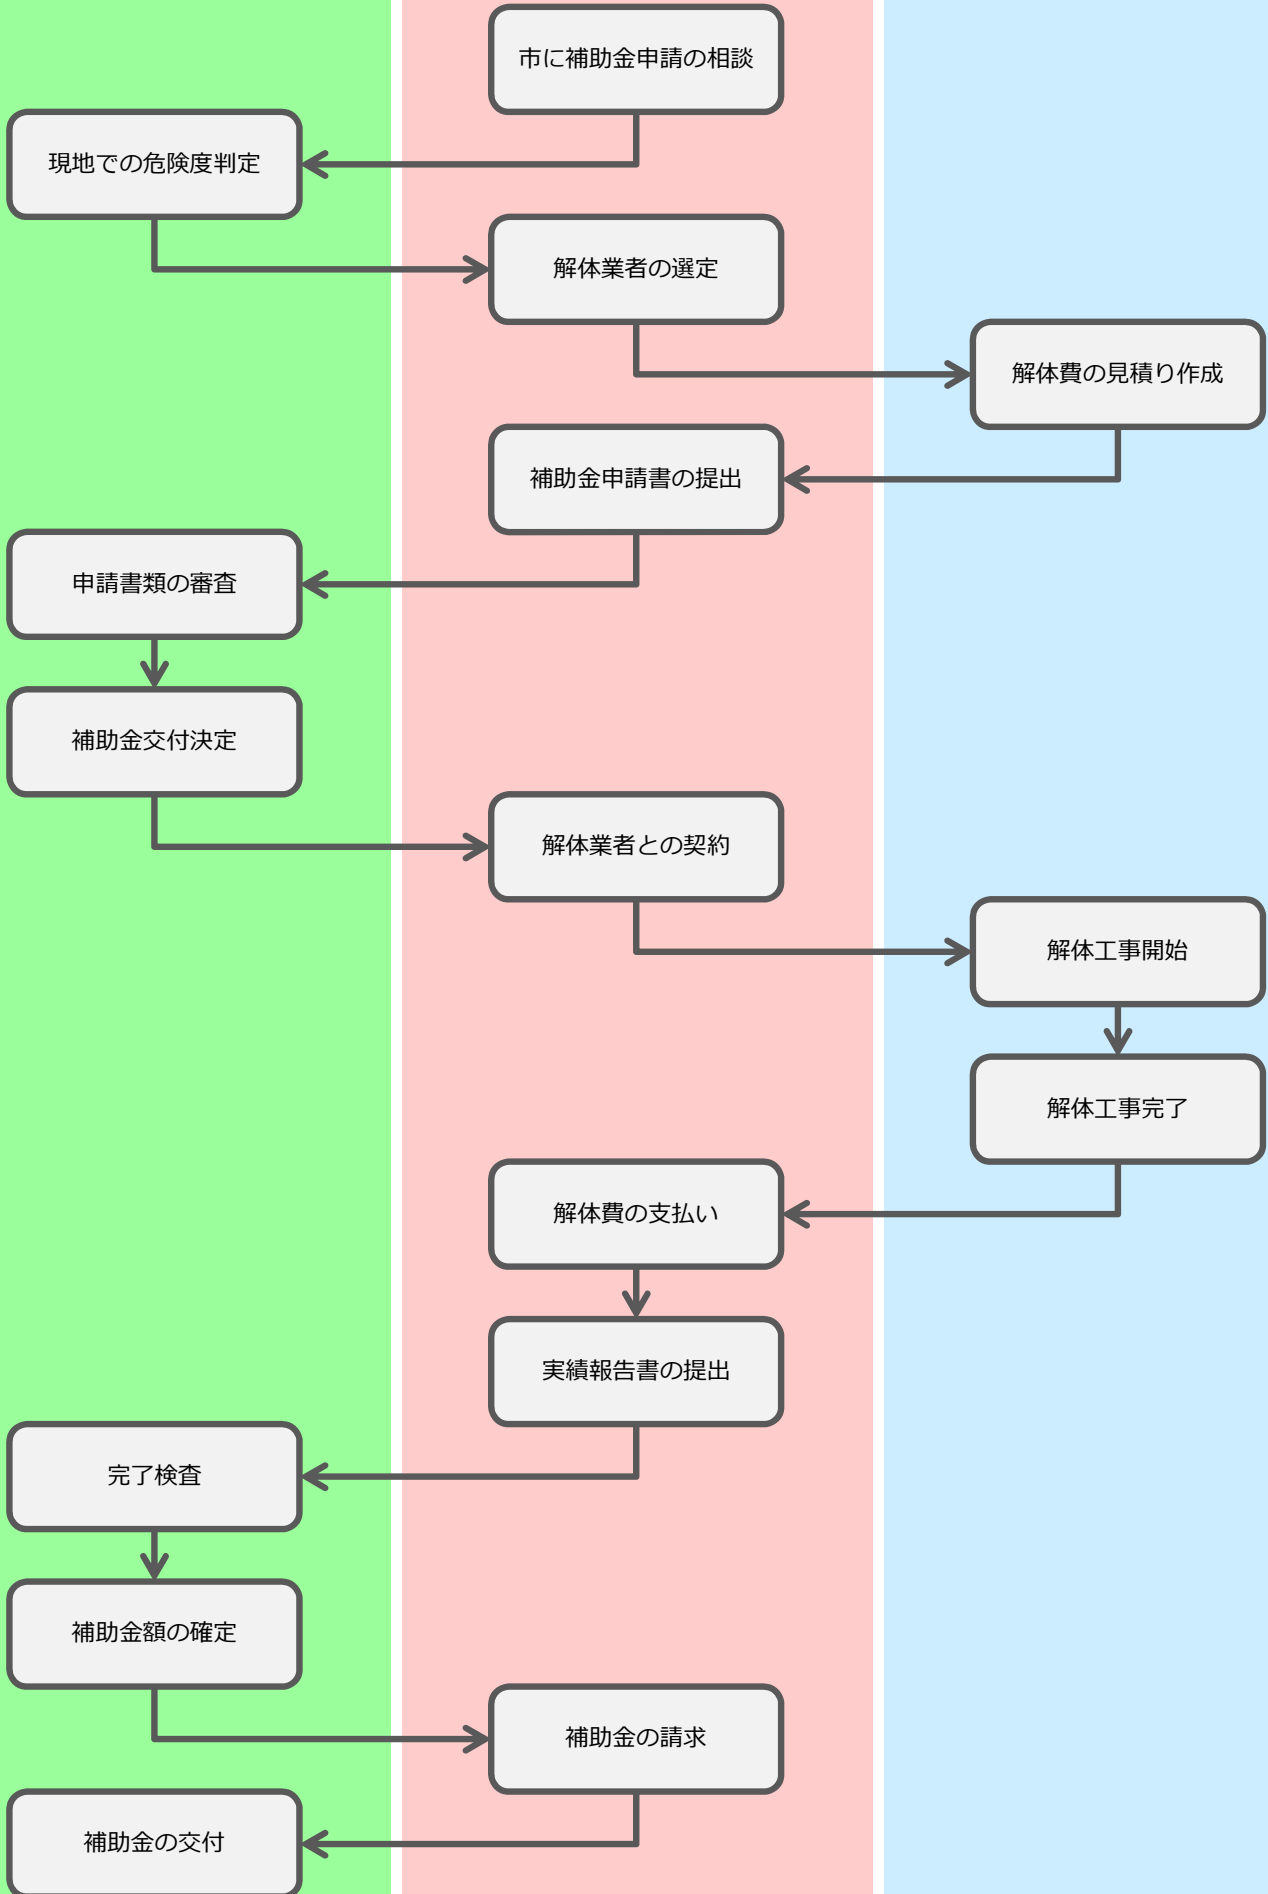 市に補助金申請の相談
現地での危険度判定
解体業者の選定
解体費の見積り作成
補助金申請書の提出
申請書類の審査
補助金交付決定
解体業者との契約
解体工事開始
解体工事完了
解体費の支払い
実績報告書の提出
完了検査
補助金額の確定
補助金の請求
補助金の交付